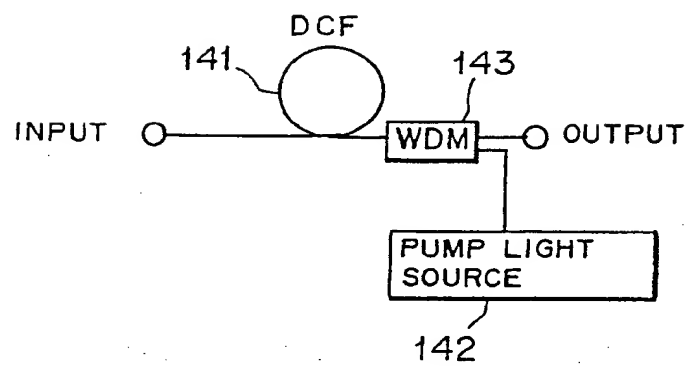 DCF
141
143
INPUT
WDM
OUTPUT
PUMP LIGHT
SOURCE
142